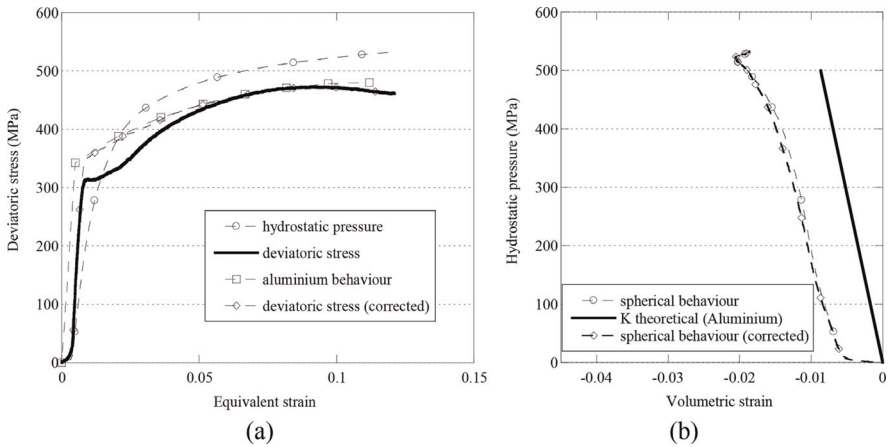 600
500
400
300
200
100
0
Deviatoric stress (MPa)
hydrostatic pressure
deviatoric stress
aluminium behaviour
deviatoric stress (corrected)
0 0.05 0.1 0.15
Equivalent strain
(a)
600
500
400
300
200
100
0
Hydrostatic pressure (MPa)
spherical behaviour
K theoretical (Aluminium)
spherical behaviour (corrected)
-0.04 -0.03 -0.02 -0.01 0
Volumetric strain
(b)